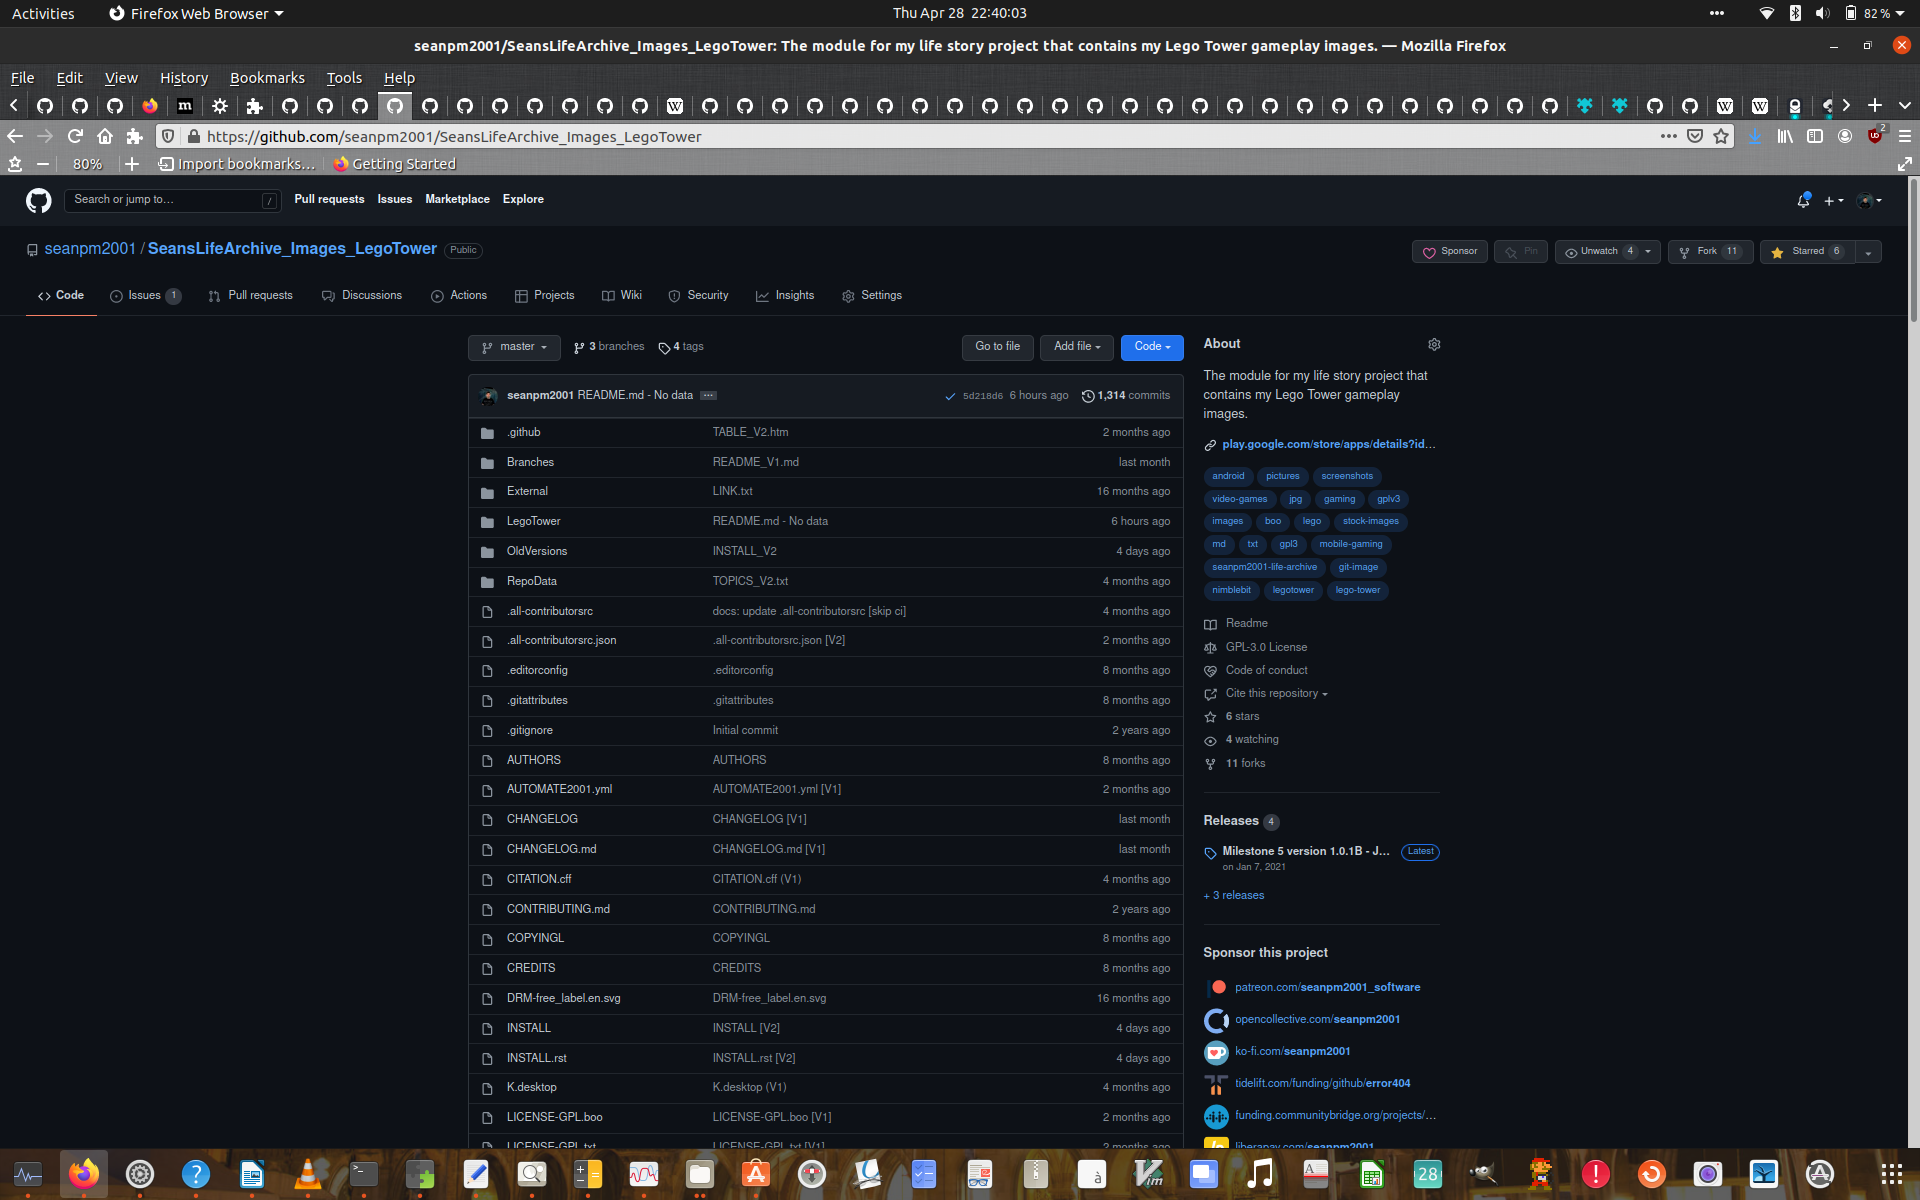 Activities Firefox Web Browser Thu Apr 28 22:40:03 82 %
seanpm2001/SeansLifeArchive_Images_LegoTower: The module for my life story project that contains my Lego Tower gameplay images. — Mozilla Firefox
File Edit View History Bookmarks Tools Help
https://github.com/seanpm2001/SeansLifeArchive_Images_LegoTower 2
80% Import bookmarks... Getting Started
Search or jump to... / Pull requests Issues Marketplace Explore
seanpm2001 / SeansLifeArchive_Images_LegoTower Public Sponsor Pin Unwatch 4 Fork 11 Starred 6
Code Issues 1 Pull requests Discussions Actions Projects Wiki Security Insights Settings
master 3 branches 4 tags Go to file Add file Code
seanpm2001 README.md - No data ... 5d218d6 6 hours ago 1,314 commits
.github TABLE_V2.htm 2 months ago
Branches README_V1.md last month
External LINK.txt 16 months ago
LegoTower README.md - No data 6 hours ago
OldVersions INSTALL_V2 4 days ago
RepoData TOPICS_V2.txt 4 months ago
.all-contributorsrc docs: update .all-contributorsrc [skip ci] 4 months ago
.all-contributorsrc.json .all-contributorsrc.json [V2] 2 months ago
.editorconfig .editorconfig 8 months ago
.gitattributes .gitattributes 8 months ago
.gitignore Initial commit 2 years ago
AUTHORS AUTHORS 8 months ago
AUTOMATE2001.yml AUTOMATE2001.yml [V1] 2 months ago
CHANGELOG CHANGELOG [V1] last month
CHANGELOG.md CHANGELOG.md [V1] last month
CITATION.cff CITATION.cff (V1) 4 months ago
CONTRIBUTING.md CONTRIBUTING.md 2 years ago
COPYINGL COPYINGL 8 months ago
CREDITS CREDITS 8 months ago
DRM-free_label.en.svg DRM-free_label.en.svg 16 months ago
INSTALL INSTALL [V2] 4 days ago
INSTALL.rst INSTALL.rst [V2] 4 days ago
K.desktop K.desktop (V1) 4 months ago
LICENSE-GPL.boo LICENSE-GPL.boo [V1] 2 months ago
LICENSE-GPL.txt LICENSE-GPL.txt [V1] 2 months ago
About
The module for my life story project that
contains my Lego Tower gameplay
images.
play.google.com/store/apps/details?id...
android pictures screenshots
video-games jpg gaming gplv3
images boo lego stock-images
md txt gpl3 mobile-gaming
seanpm2001-life-archive git-image
nimblebit legotower lego-tower
Readme
GPL-3.0 License
Code of conduct
Cite this repository
6 stars
4 watching
11 forks
Releases 4
Milestone 5 version 1.0.1B - J... Latest
on Jan 7, 2021
+ 3 releases
Sponsor this project
patreon.com/seanpm2001_software
opencollective.com/seanpm2001
ko-fi.com/seanpm2001
tidelift.com/funding/github/error404
funding.communitybridge.org/projects/...
liberapay.com/seanpm2001
28